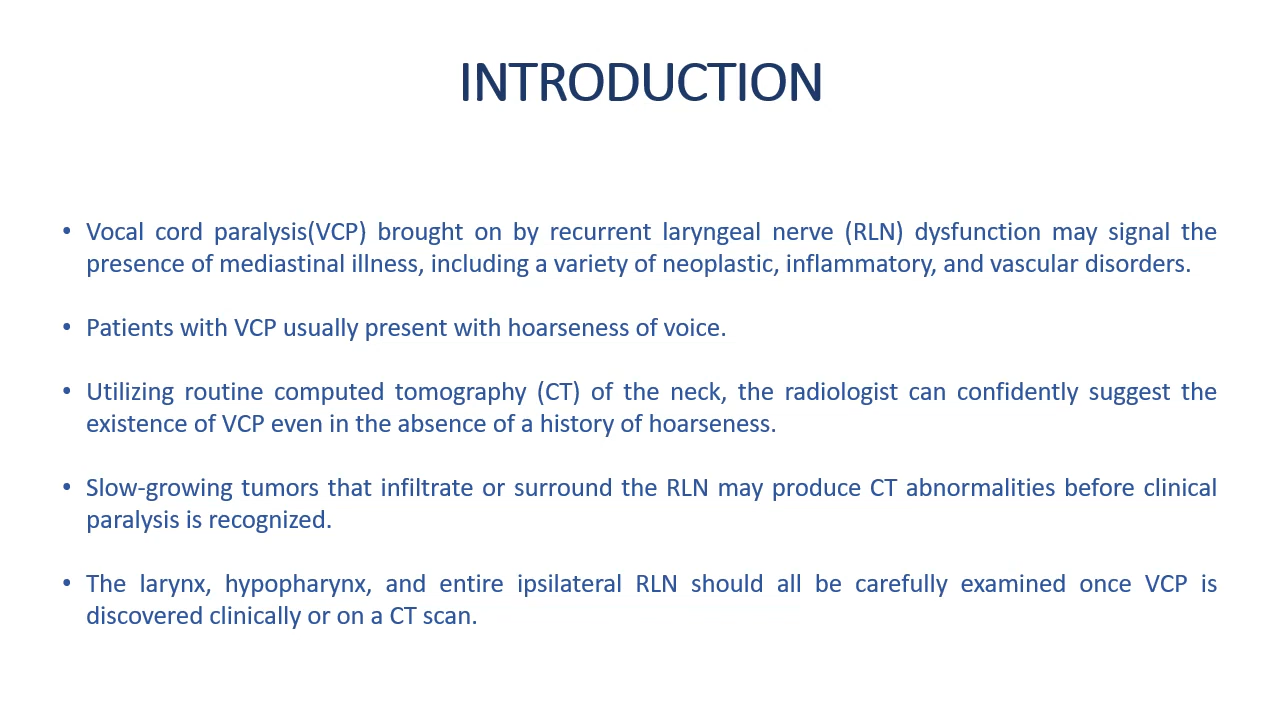 INTRODUCTION
• Vocal cord paralysis(VCP) brought on by recurrent laryngeal nerve (RLN) dysfunction may signal the
presence of mediastinal illness, including a variety of neoplastic, inflammatory, and vascular disorders.
• Patients with VCP usually present with hoarseness of voice.
• Utilizing routine computed tomography (CT) of the neck, the radiologist can confidently suggest the
existence of VCP even in the absence of a history of hoarseness.
• Slow-growing tumors that infiltrate or surround the RLN may produce CT abnormalities before clinical
paralysis is recognized.
• The larynx, hypopharynx, and entire ipsilateral RLN should all be carefully examined once VCP is
discovered clinically or on a CT scan.